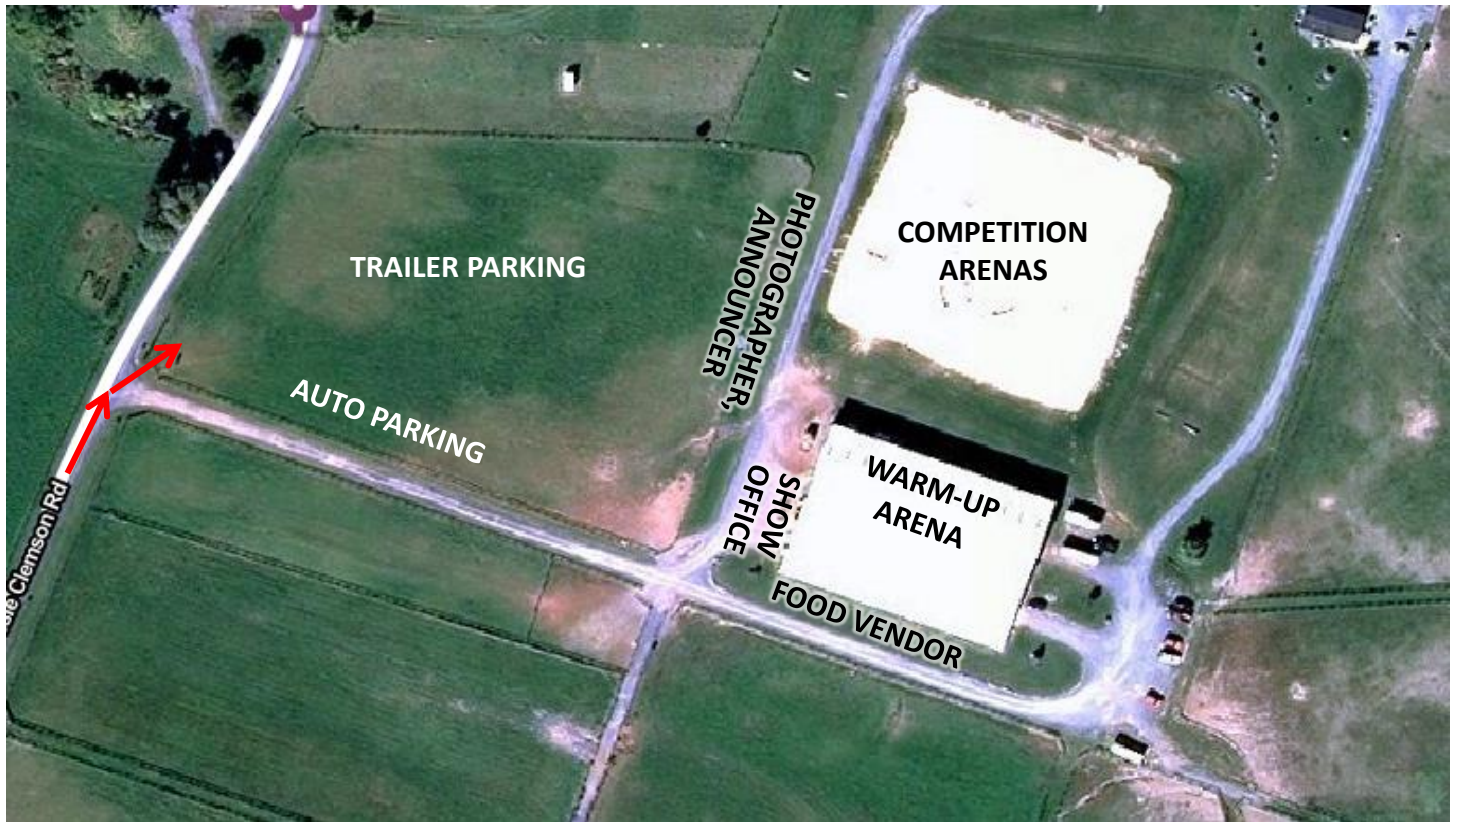 COMPETITION
ARENAS
TRAILER PARKING
PHOTOGRAPHER,
ANNOUNCER
AUTO PARKING
WARM-UP
ARENA
SHOW
OFFICE
Clemson Rd
FOOD VENDOR